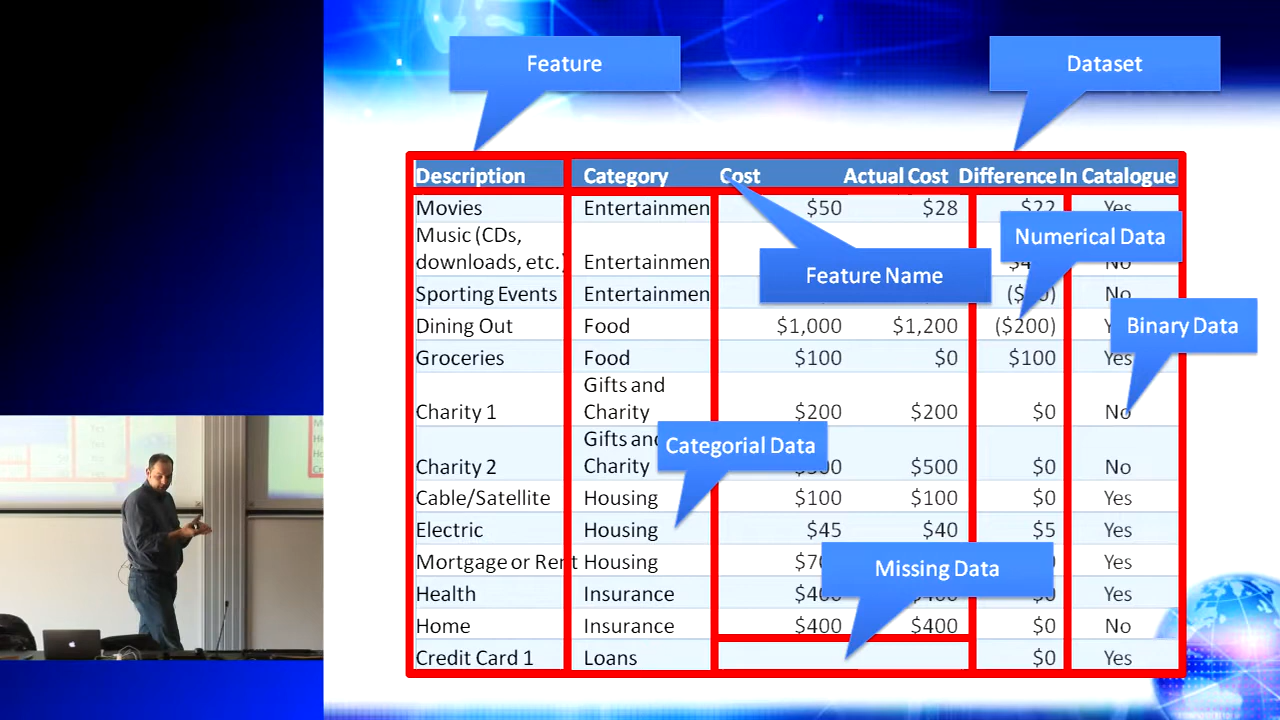 Feature
Dataset
Description Category Cost Actual Cost Difference In Catalogue
Movies Entertainmen $50 $28 $22 Yes
Numerical Data
Music (CDs,
downloads, etc.) Entertainmen No
Feature Name
Sporting Events Entertainmen No
Dining Out Food $1,000 $1,200 ($200)
Binary Data
Groceries Food $100 $0 $100 Yes
Gifts and
Charity 1 Charity $200 $200 $0 No
Gifts and
Categorial Data
Charity 2 Charity $500 $0 No
Cable/Satellite Housing $100 $100 $0 Yes
Electric Housing $45 $40 $5 Yes
Mortgage or Rent Housing Yes
Missing Data
Health Insurance $0 Yes
Home Insurance $400 $400 $0 No
Credit Card 1 Loans $0 Yes